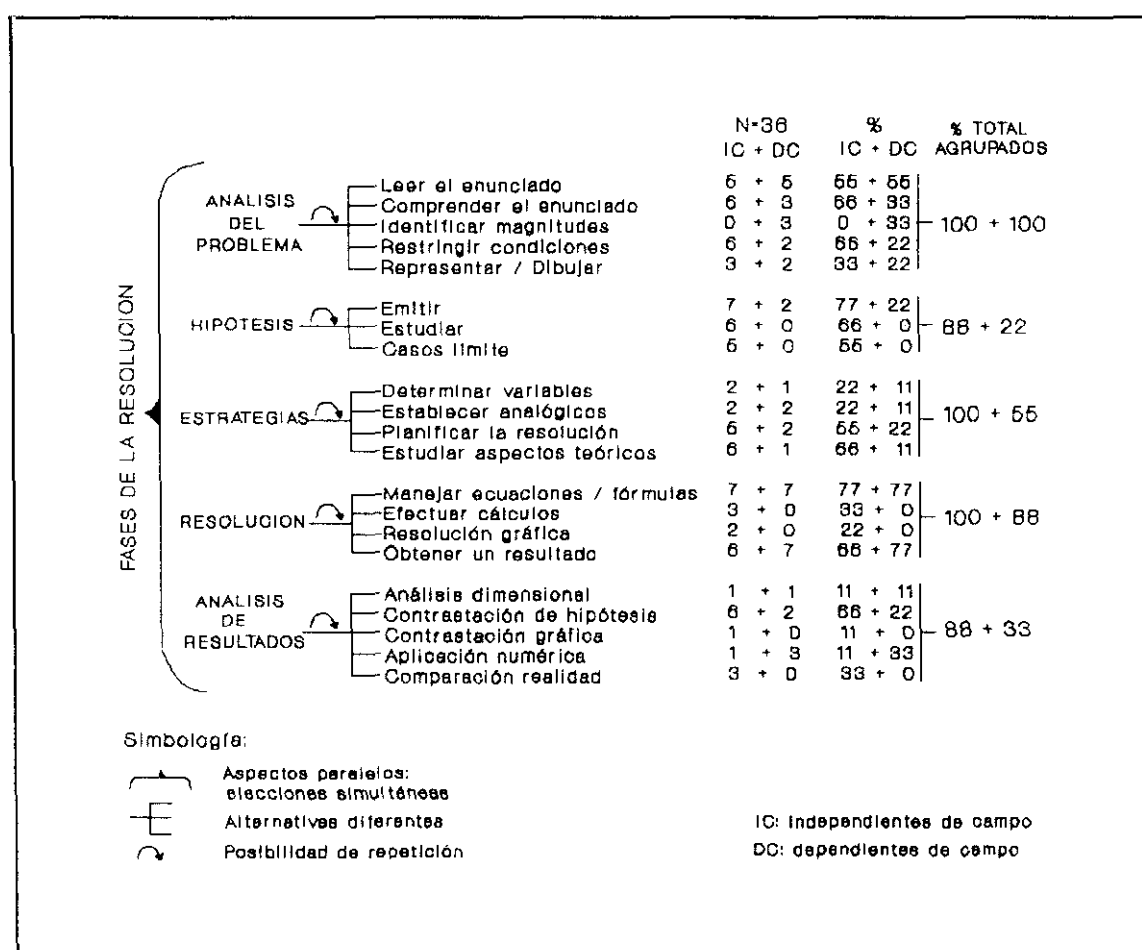 N=36 % % TOTAL
IC + DC IC + DC AGRUPADOS
FASES DE LA RESOLUCION
ANALISIS DEL PROBLEMA
Leer el enunciado 5 + 5 55 + 55
Comprender el enunciado 6 + 3 66 + 33
Identificar magnitudes 0 + 3 0 + 33
Restringir condiciones 6 + 2 66 + 22
Representar / Dibujar 3 + 2 33 + 22
100 + 100
HIPÓTESIS
Emitir 7 + 2 77 + 22
Estudiar 6 + 0 66 + 0
Casos límite 5 + 0 55 + 0
88 + 22
ESTRATEGIAS
Determinar variables 2 + 1 22 + 11
Establecer analógicos 2 + 2 22 + 11
Planificar la resolución 5 + 2 55 + 22
Estudiar aspectos teóricos 6 + 1 66 + 11
100 + 55
RESOLUCION
Manejar ecuaciones / fórmulas 7 + 7 77 + 77
Efectuar cálculos 3 + 0 33 + 0
Resolución gráfica 2 + 0 22 + 0
Obtener un resultado 6 + 7 66 + 77
100 + 88
ANALISIS DE RESULTADOS
Análisis dimensional 1 + 1 11 + 11
Contrastación de hipótesis 6 + 2 66 + 22
Contrastación gráfica 1 + 0 11 + 0
Aplicación numérica 1 + 3 11 + 33
Comparación realidad 3 + 0 33 + 0
88 + 33
Simbología:
Aspectos paralelos:
elecciones simultáneas
Alternativas diferentes
Posibilidad de repetición
IC: independientes de campo
DC: dependientes de campo